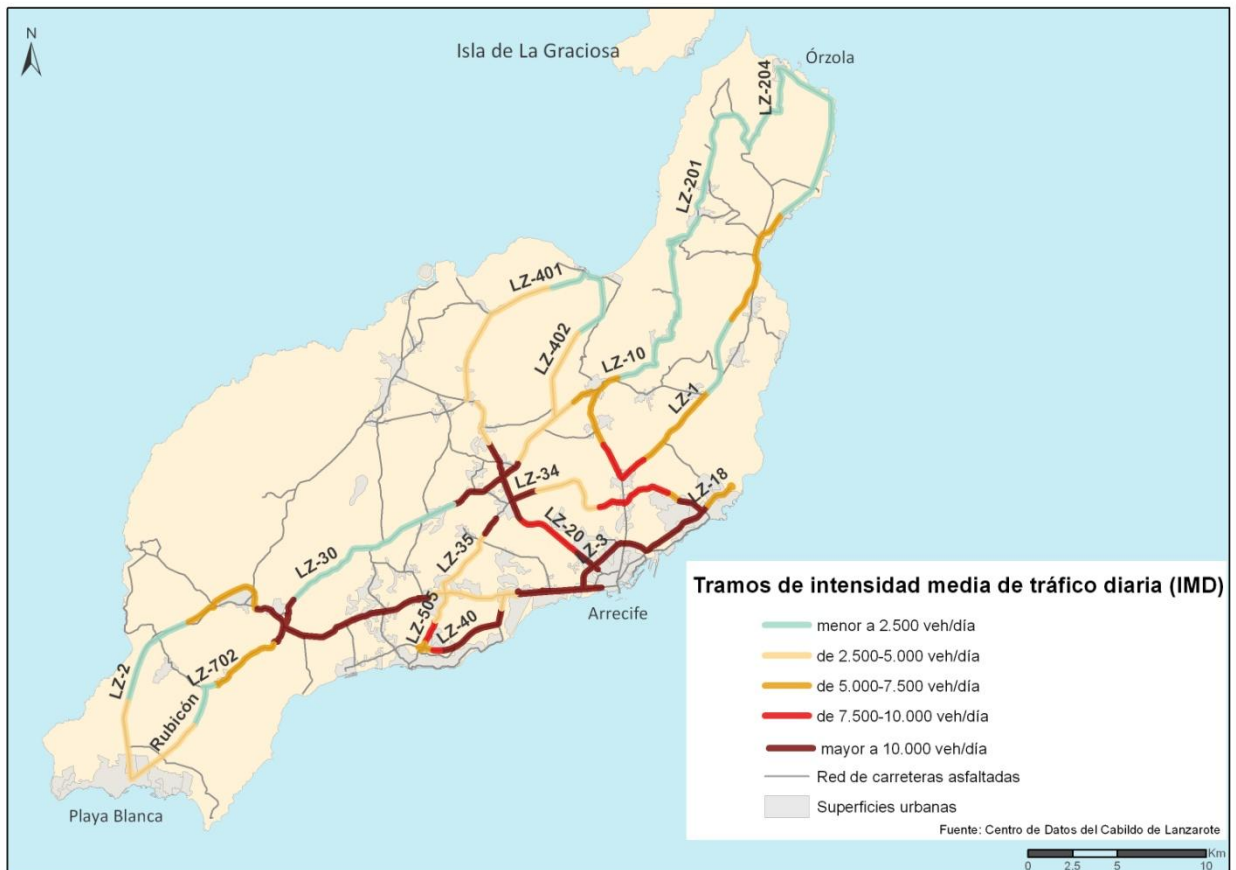 N
Isla de La Graciosa
Órzola
LZ-204
LZ-201
LZ-401
LZ-402
LZ-10
LZ-1
LZ-34
LZ-18
LZ-20
LZ-3
LZ-30
LZ-35
Arrecife
LZ-505
LZ-40
LZ-702
LZ-2
Rubicón
Playa Blanca
Tramos de intensidad media de tráfico diaria (IMD)
menor a 2.500 veh/día
de 2.500-5.000 veh/día
de 5.000-7.500 veh/día
de 7.500-10.000 veh/día
mayor a 10.000 veh/día
Red de carreteras asfaltadas
Superficies urbanas
Fuente: Centro de Datos del Cabildo de Lanzarote
Km
0 2.5 5 10